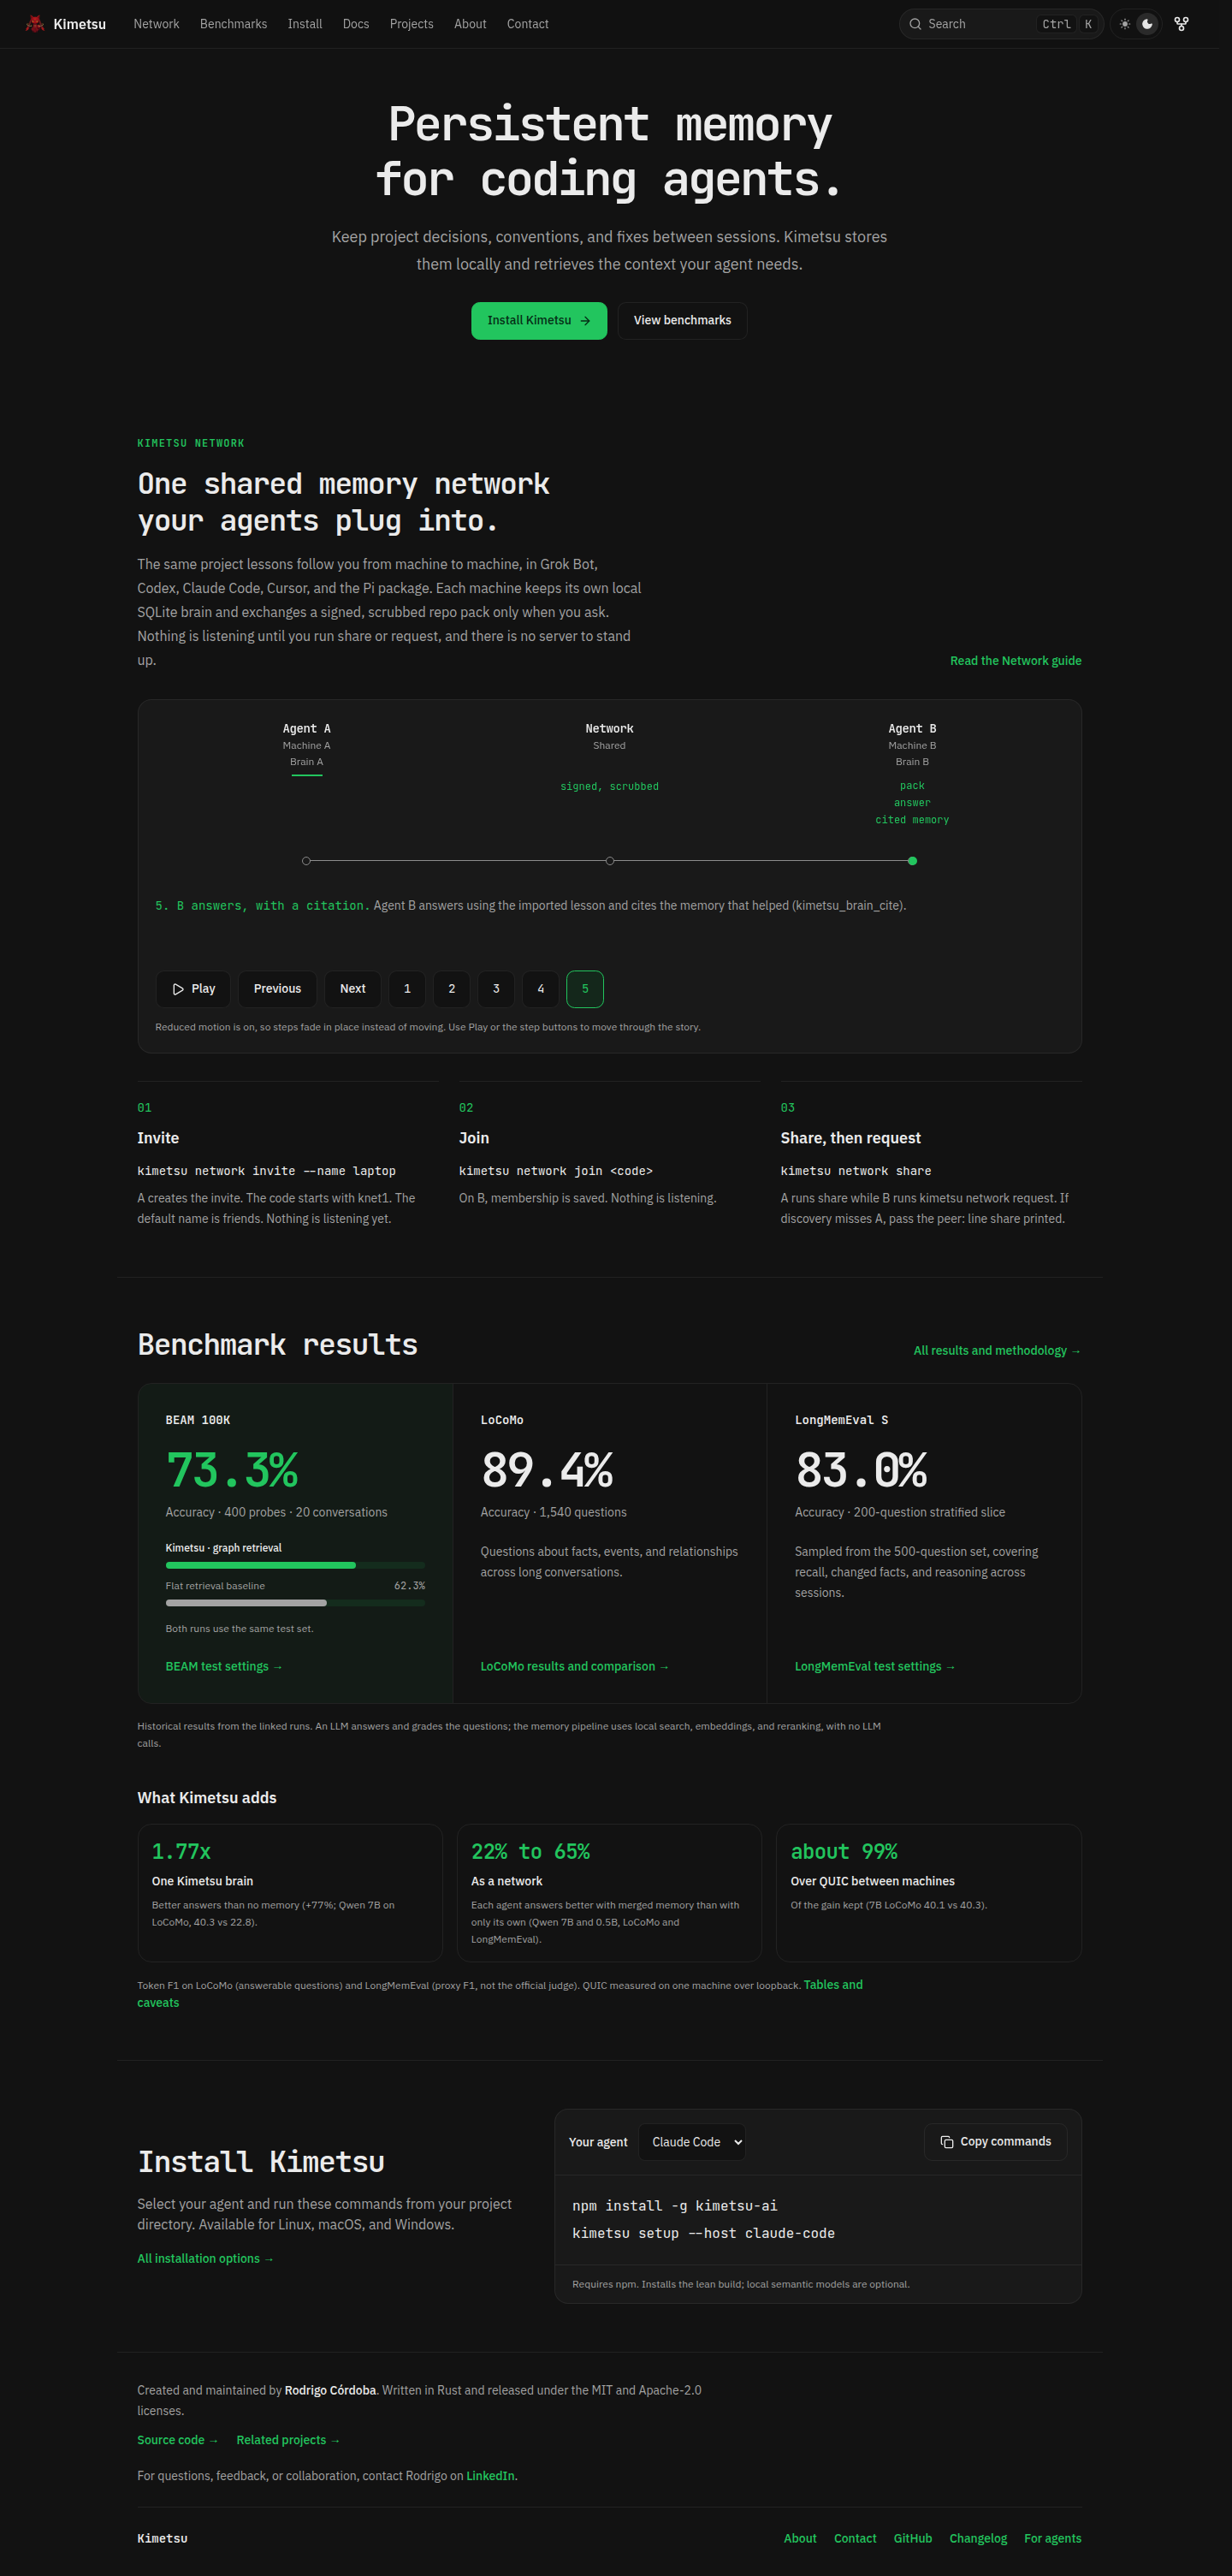 Kimetsu Network Benchmarks Install Docs Projects About Contact Search Ctrl K
Persistent memory
for coding agents.
Keep project decisions, conventions, and fixes between sessions. Kimetsu stores
them locally and retrieves the context your agent needs.
Install Kimetsu → View benchmarks
KIMETSU NETWORK
One shared memory network
your agents plug into.
The same project lessons follow you from machine to machine, in Grok Bot,
Codex, Claude Code, Cursor, and the Pi package. Each machine keeps its own local
SQLite brain and exchanges a signed, scrubbed repo pack only when you ask.
Nothing is listening until you run share or request, and there is no server to stand
up.
Read the Network guide
Agent A
Machine A
Brain A
Network
Shared
signed, scrubbed
Agent B
Machine B
Brain B
pack
answer
cited memory
5. B answers, with a citation. Agent B answers using the imported lesson and cites the memory that helped (kimetsu_brain_cite).
Play Previous Next 1 2 3 4 5
Reduced motion is on, so steps fade in place instead of moving. Use Play or the step buttons to move through the story.
01
Invite
kimetsu network invite --name laptop
A creates the invite. The code starts with knet1. The
default name is friends. Nothing is listening yet.
02
Join
kimetsu network join <code>
On B, membership is saved. Nothing is listening.
03
Share, then request
kimetsu network share
A runs share while B runs kimetsu network request. If
discovery misses A, pass the peer: line share printed.
Benchmark results
All results and methodology →
BEAM 100K
73.3%
Accuracy · 400 probes · 20 conversations
Kimetsu · graph retrieval
Flat retrieval baseline 62.3%
Both runs use the same test set.
BEAM test settings →
LoCoMo
89.4%
Accuracy · 1,540 questions
Questions about facts, events, and relationships
across long conversations.
LoCoMo results and comparison →
LongMemEval S
83.0%
Accuracy · 200-question stratified slice
Sampled from the 500-question set, covering
recall, changed facts, and reasoning across
sessions.
LongMemEval test settings →
Historical results from the linked runs. An LLM answers and grades the questions; the memory pipeline uses local search, embeddings, and reranking, with no LLM
calls.
What Kimetsu adds
1.77x
One Kimetsu brain
Better answers than no memory (+77%; Qwen 7B on
LoCoMo, 40.3 vs 22.8).
22% to 65%
As a network
Each agent answers better with merged memory than with
only its own (Qwen 7B and 0.5B, LoCoMo and
LongMemEval).
about 99%
Over QUIC between machines
Of the gain kept (7B LoCoMo 40.1 vs 40.3).
Token F1 on LoCoMo (answerable questions) and LongMemEval (proxy F1, not the official judge). QUIC measured on one machine over loopback. Tables and
caveats
Install Kimetsu
Select your agent and run these commands from your project
directory. Available for Linux, macOS, and Windows.
All installation options →
Your agent Claude Code Copy commands
npm install -g kimetsu-ai
kimetsu setup --host claude-code
Requires npm. Installs the lean build; local semantic models are optional.
Created and maintained by Rodrigo Córdoba. Written in Rust and released under the MIT and Apache-2.0
licenses.
Source code → Related projects →
For questions, feedback, or collaboration, contact Rodrigo on LinkedIn.
Kimetsu About Contact GitHub Changelog For agents